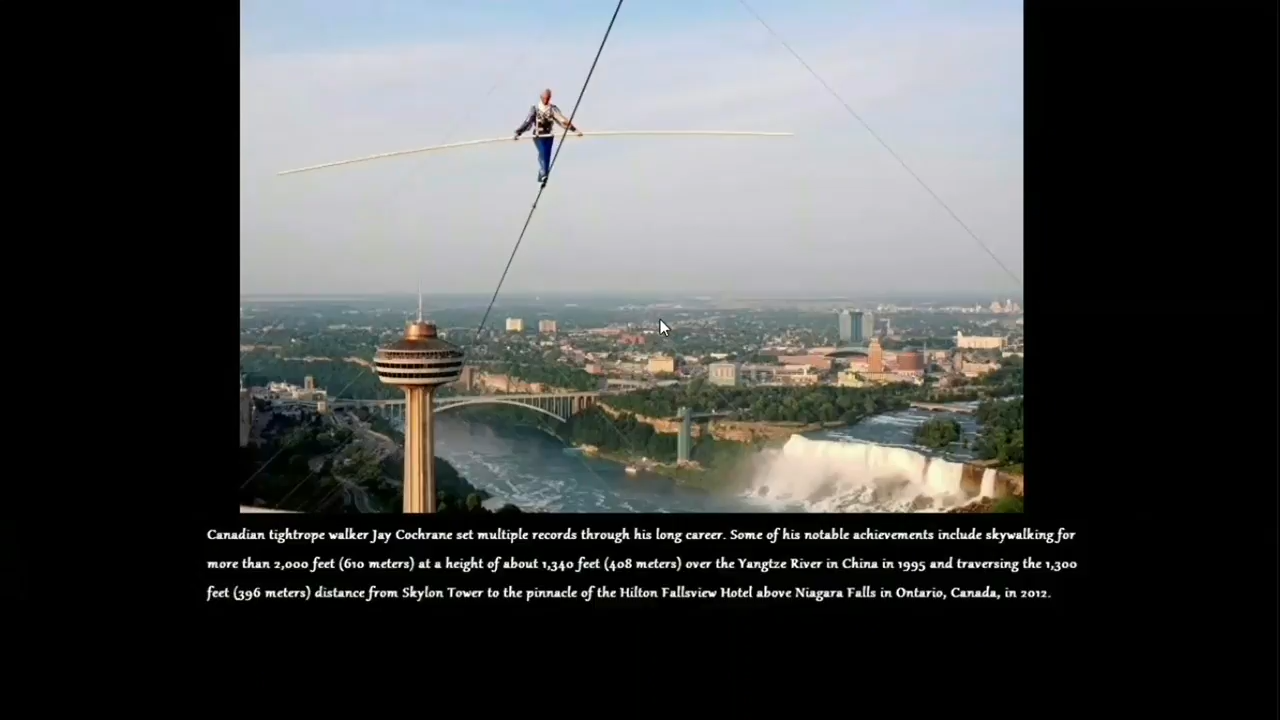 Canadian tightrope walker Jay Cochrane set multiple records through his long career. Some of his notable achievements include skywalking for
more than 2,000 feet (610 meters) at a height of about 1,340 feet (408 meters) over the Yangtze River in China in 1995 and traversing the 1,300
feet (396 meters) distance from Skylon Tower to the pinnacle of the Hilton Fallsview Hotel above Niagara Falls in Ontario, Canada, in 2012.